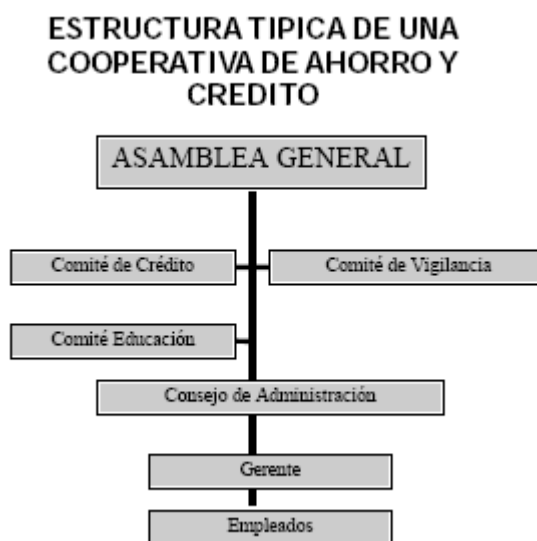 ESTRUCTURA TIPICA DE UNA
COOPERATIVA DE AHORRO Y
CREDITO
ASAMBLEA GENERAL
Comité de Crédito
Comité de Vigilancia
Comité Educación
Consejo de Administración
Gerente
Empleados